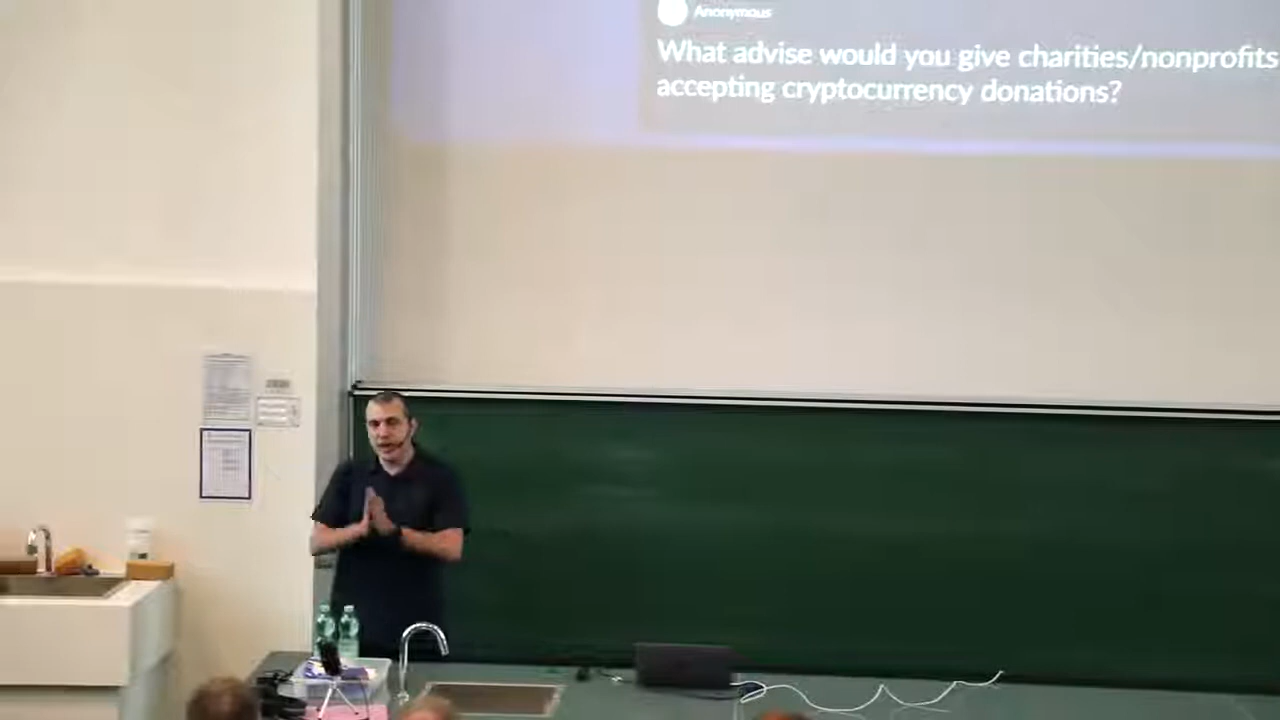 Anonymous
What advise would you give charities/nonprofits
accepting cryptocurrency donations?